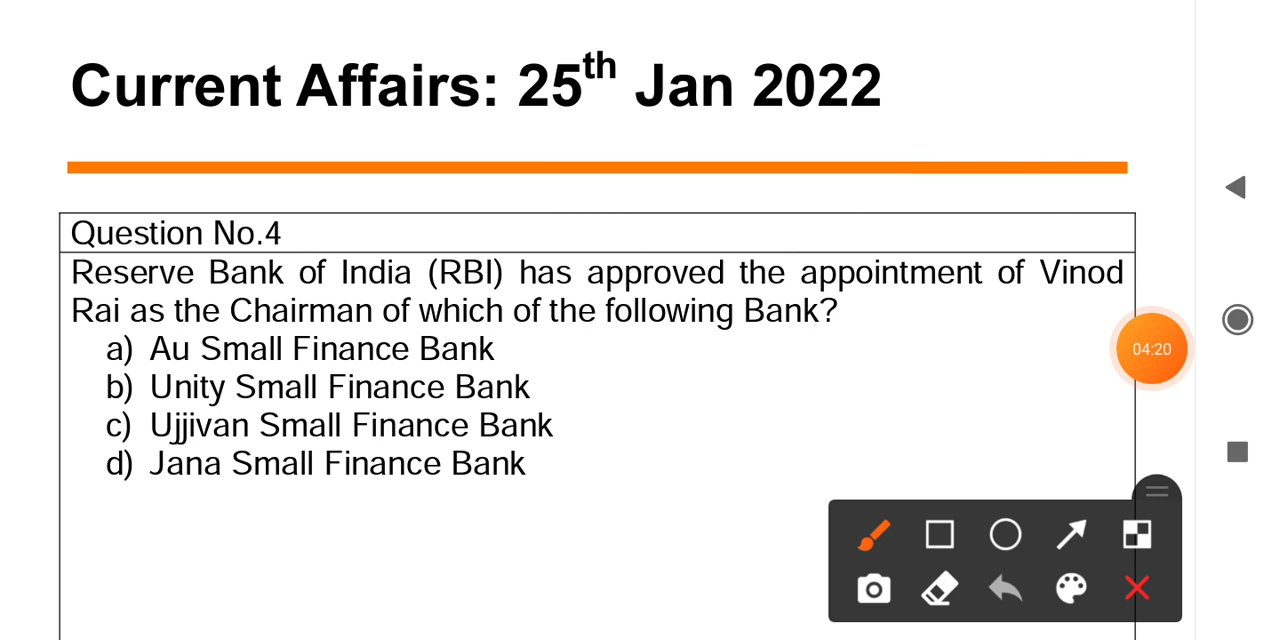 Current Affairs: 25th Jan 2022
Question No.4
Reserve Bank of India (RBI) has approved the appointment of Vinod
Rai as the Chairman of which of the following Bank?
a) Au Small Finance Bank
b) Unity Small Finance Bank
c) Ujjivan Small Finance Bank
d) Jana Small Finance Bank
04:20